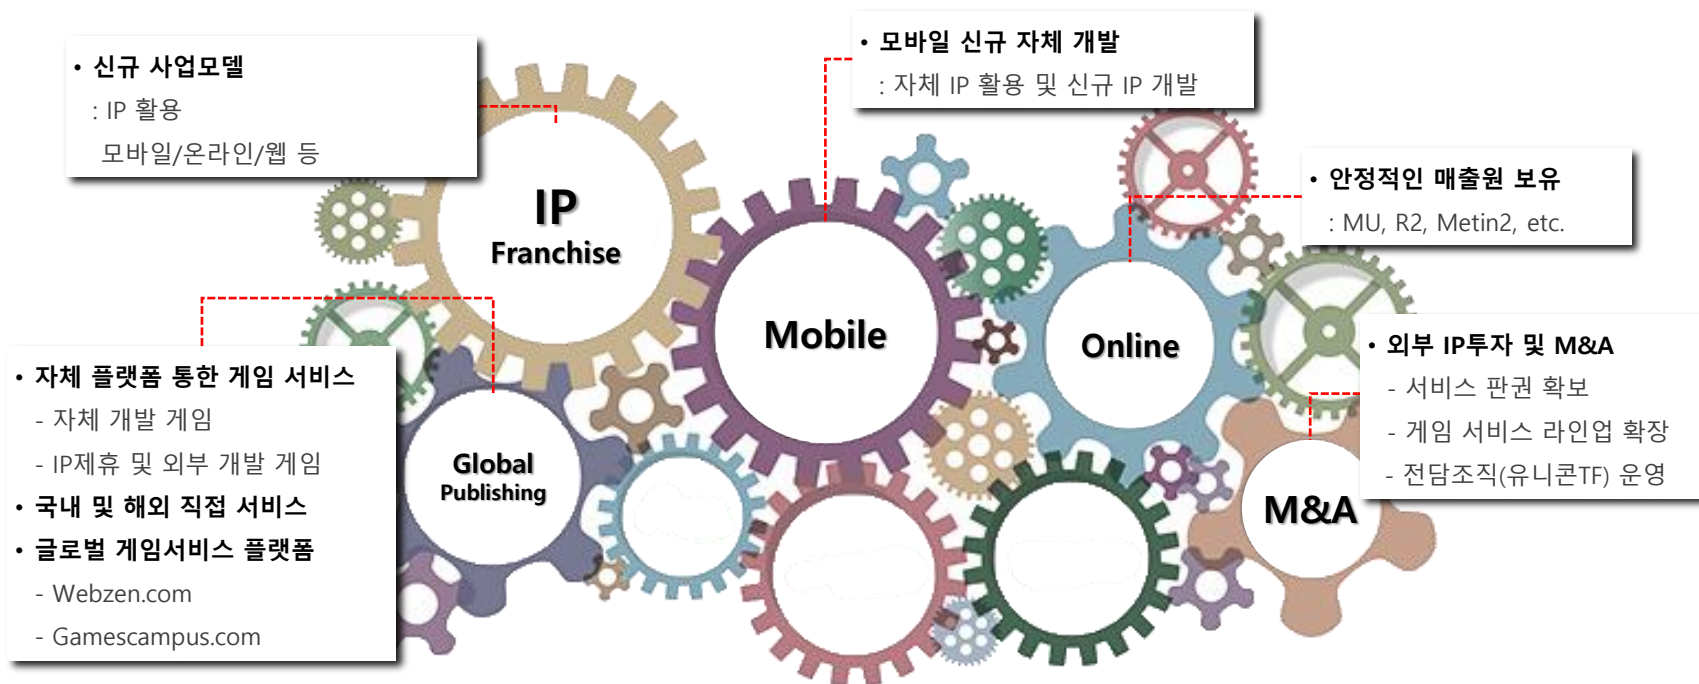 • 신규 사업모델
: IP 활용
모바일/온라인/웹 등
• 모바일 신규 자체 개발
: 자체 IP 활용 및 신규 IP 개발
• 안정적인 매출원 보유
: MU, R2, Metin2, etc.
IP
Franchise
Mobile
Online
• 외부 IP투자 및 M&A
- 서비스 판권 확보
- 게임 서비스 라인업 확장
- 전담조직(유니콘TF) 운영
• 자체 플랫폼 통한 게임 서비스
- 자체 개발 게임
- IP제휴 및 외부 개발 게임
• 국내 및 해외 직접 서비스
• 글로벌 게임서비스 플랫폼
- Webzen.com
- Gamescampus.com
Global
Publishing
M&A